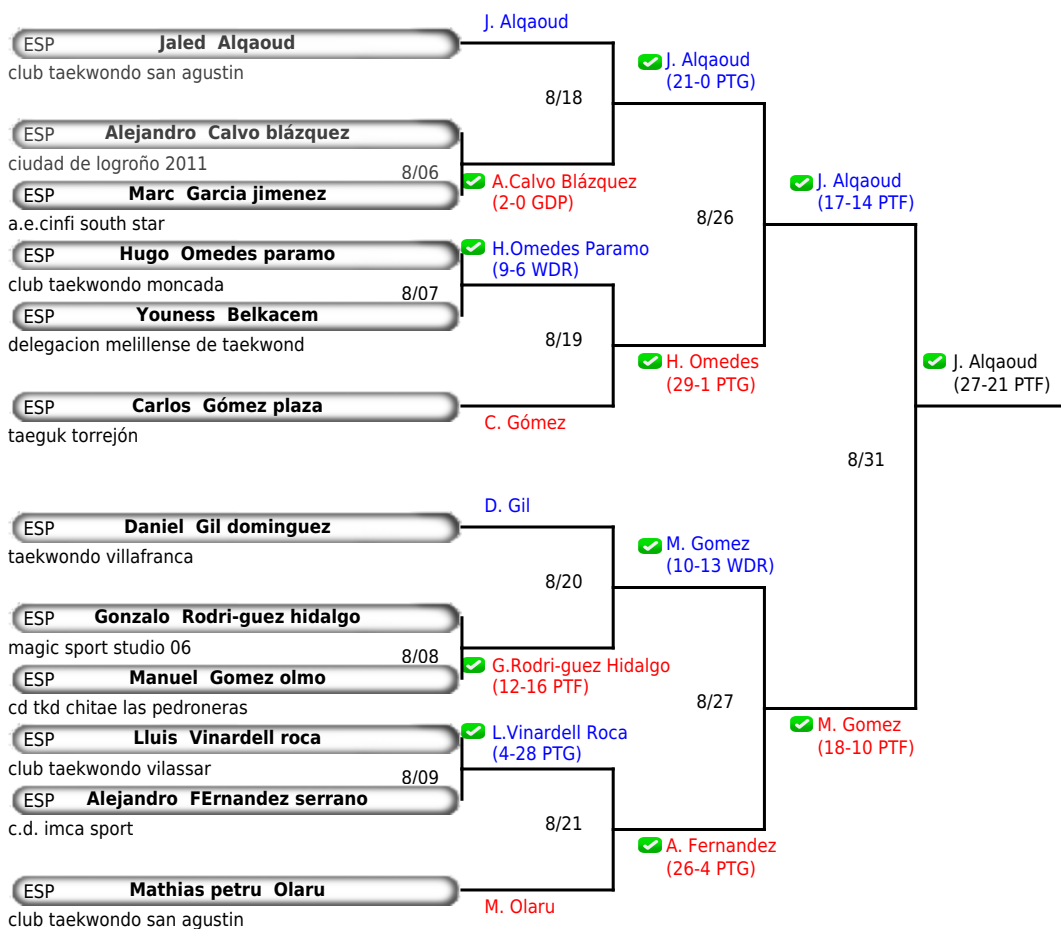 J. Alqaoud
ESP Jaled Alqaoud
club taekwondo san agustin
J. Alqaoud
(21-0 PTG)
8/18
ESP Alejandro Calvo blázquez
ciudad de logroño 2011
8/06
A.Calvo Blázquez
(2-0 GDP)
ESP Marc Garcia jimenez
a.e.cinfi south star
J. Alqaoud
(17-14 PTF)
8/26
ESP Hugo Omedes paramo
club taekwondo moncada
H.Omedes Paramo
(9-6 WDR)
8/07
ESP Youness Belkacem
delegacion melillense de taekwond
8/19
H. Omedes
(29-1 PTG)
J. Alqaoud
(27-21 PTF)
ESP Carlos Gómez plaza
taeguk torrejón
C. Gómez
8/31
D. Gil
ESP Daniel Gil dominguez
taekwondo villafranca
M. Gomez
(10-13 WDR)
8/20
ESP Gonzalo Rodri-guez hidalgo
magic sport studio 06
8/08
G.Rodri-guez Hidalgo
(12-16 PTF)
ESP Manuel Gomez olmo
cd tkd chitae las pedroneras
8/27
M. Gomez
(18-10 PTF)
ESP Lluis Vinardell roca
club taekwondo vilassar
L.Vinardell Roca
(4-28 PTG)
8/09
ESP Alejandro FErnandez serrano
c.d. imca sport
8/21
A. Fernandez
(26-4 PTG)
ESP Mathias petru Olaru
club taekwondo san agustin
M. Olaru